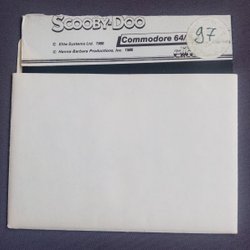 SCOOBY-DOO
Commodore 64/
97
© Elite Systems Ltd. 1986
© Hanna Barbera Productions, Inc. 1986